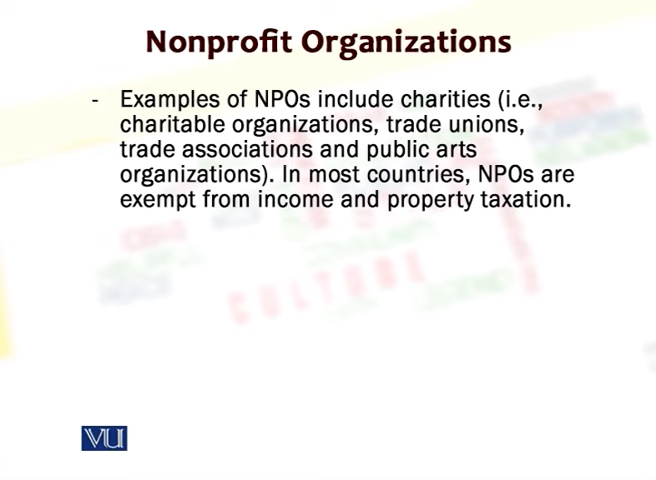 Nonprofit Organizations
- Examples of NPOs include charities (i.e.,
charitable organizations, trade unions,
trade associations and public arts
organizations). In most countries, NPOs are
exempt from income and property taxation.
CULTURE
VU